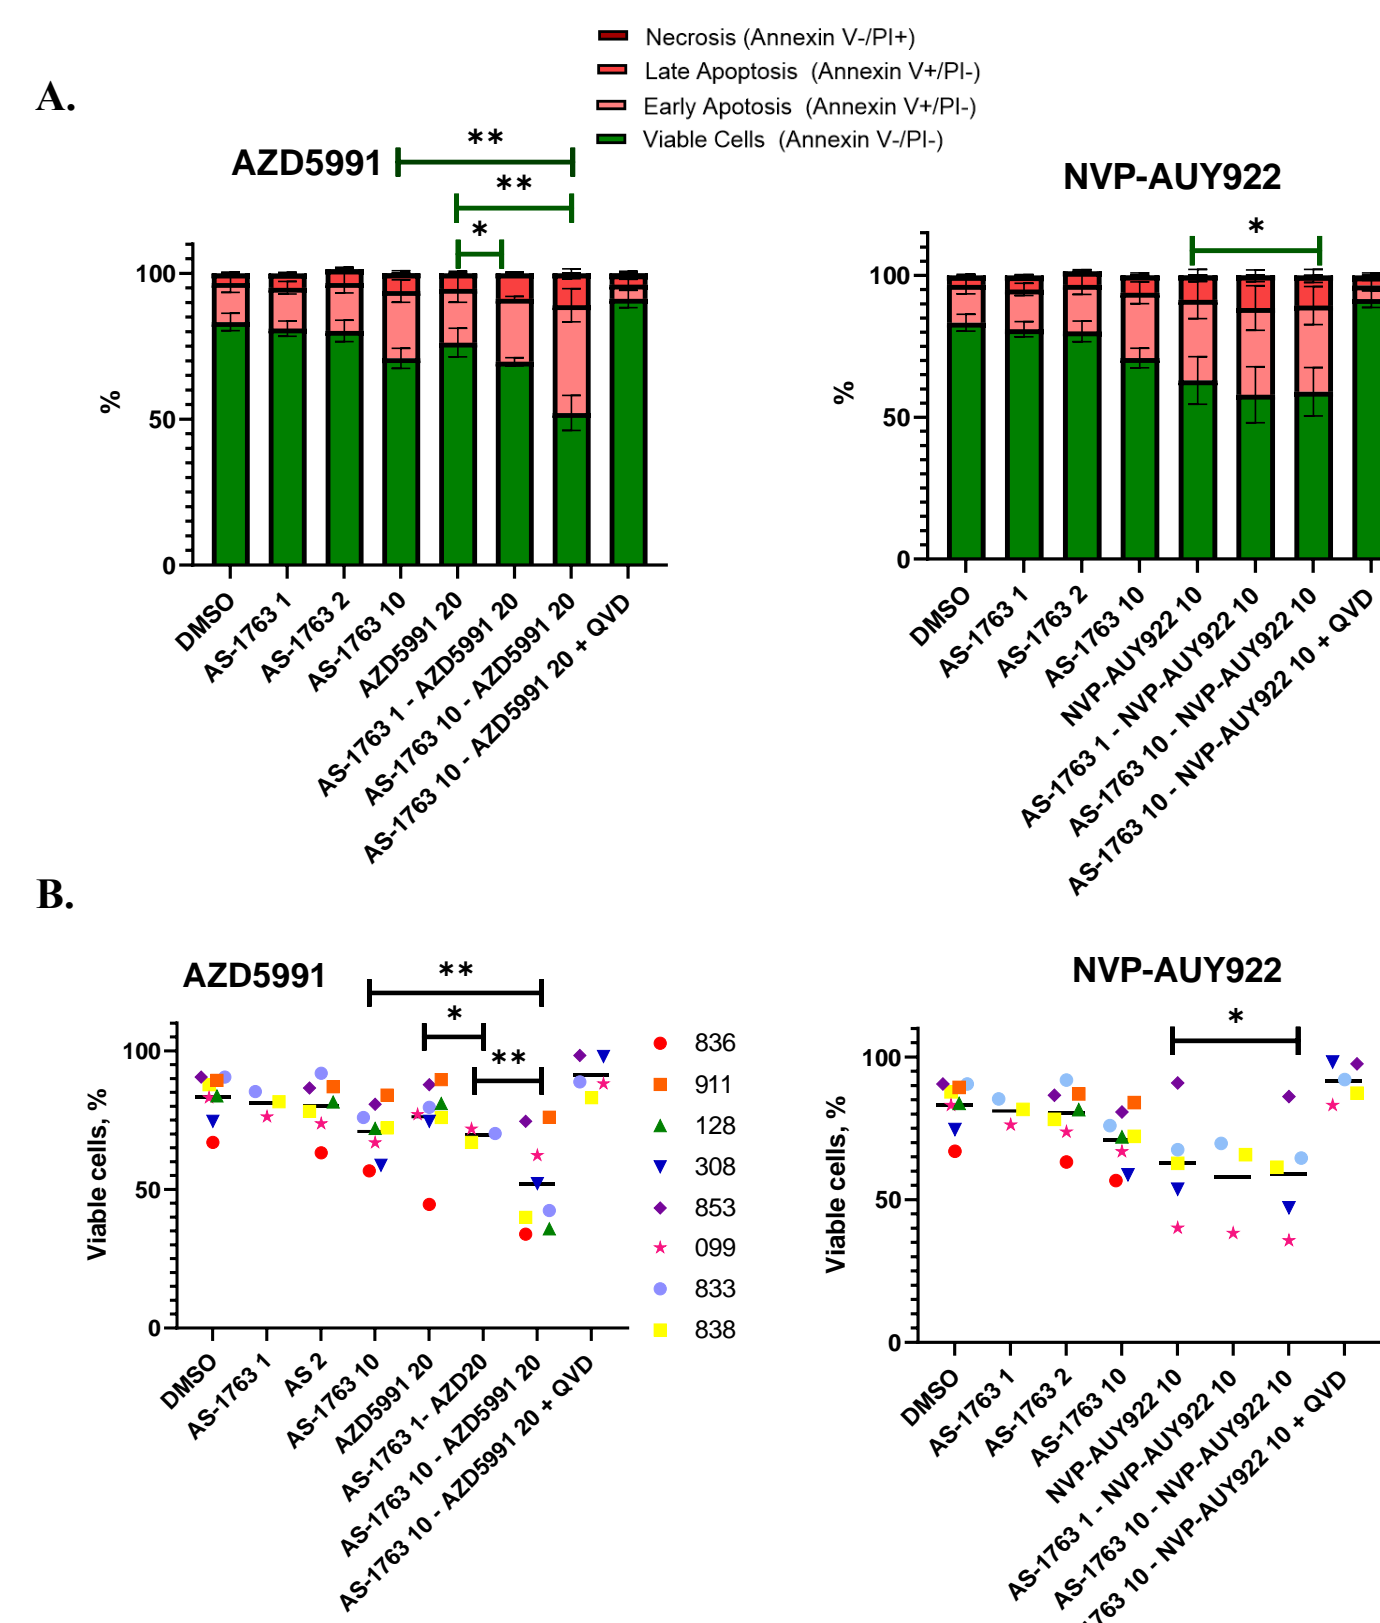 Necrosis (Annexin V-/PI+)
Late Apoptosis (Annexin V+/PI-)
Early Apotosis (Annexin V+/PI-)
Viable Cells (Annexin V-/PI-)
A.
AZD5991
**
**
*
100
50
0
%
DMSO
AS-1763 1
AS-1763 2
AS-1763 10
AZD5991 20
AS-1763 1 - AZD5991 20
AS-1763 10 - AZD5991 20
AS-1763 10 - AZD5991 20 + QVD
NVP-AUY922
*
100
50
0
%
DMSO
AS-1763 1
AS-1763 2
AS-1763 10
NVP-AUY922 10
AS-1763 1 - NVP-AUY922 10
AS-1763 10 - NVP-AUY922 10
AS-1763 10 - NVP-AUY922 10 + QVD
B.
AZD5991
**
*
**
100
50
0
Viable cells, %
DMSO
AS-1763 1
AS 2
AS-1763 10
AZD5991 20
AS-1763 1- AZD20
AS-1763 10 - AZD5991 20
AS-1763 10 - AZD5991 20 + QVD
836
911
128
308
853
099
833
838
NVP-AUY922
*
100
50
0
Viable cells, %
DMSO
AS-1763 1
AS-1763 2
AS-1763 10
NVP-AUY922 10
AS-1763 1 - NVP-AUY922 10
AS-1763 10 - NVP-AUY922 10
763 10 - NVP-AUY922 10 + QVD